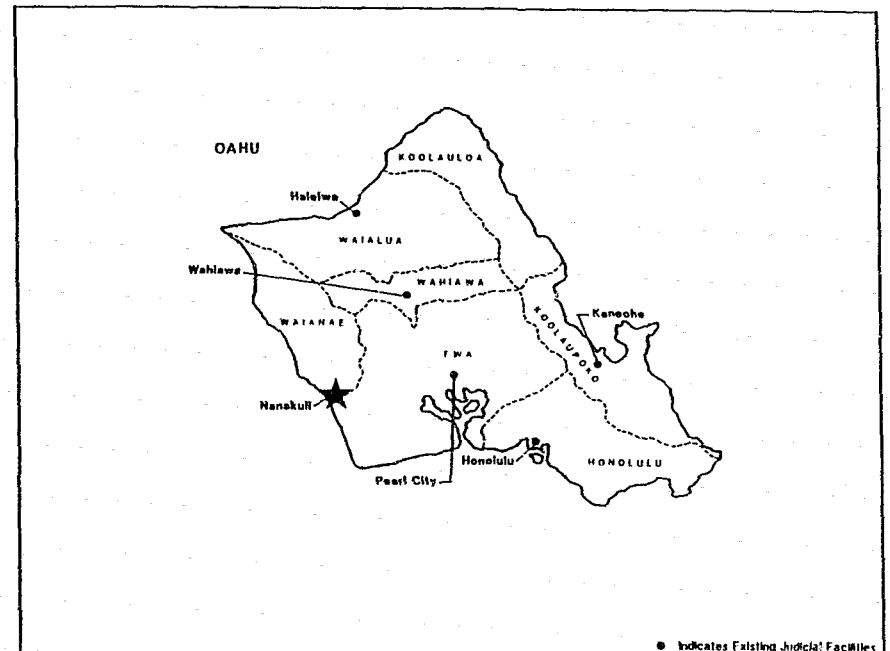 OAHU
KOOLAULOA
Haleiwa
WAIALUA
Wahiawa
WAHIAWA
WAIANAE
KOOLAUPOKO
Kaneohe
EWA
Nanakuli
Honolulu
HONOLULU
Pearl City
● Indicates Existing Judicial Facilities